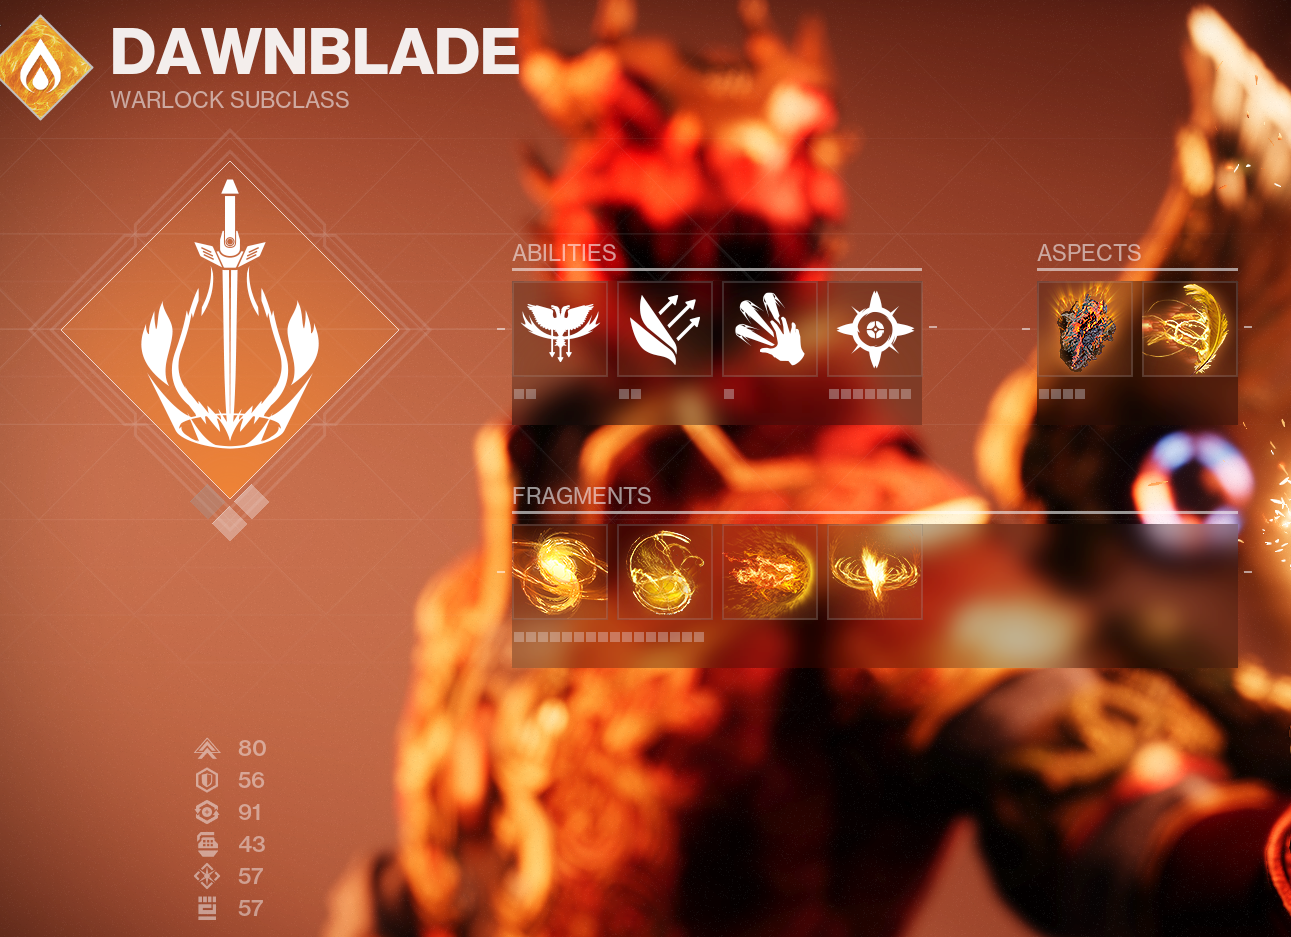 DAWNBLADE
WARLOCK SUBCLASS
ABILITIES
ASPECTS
FRAGMENTS
80
56
91
43
57
57